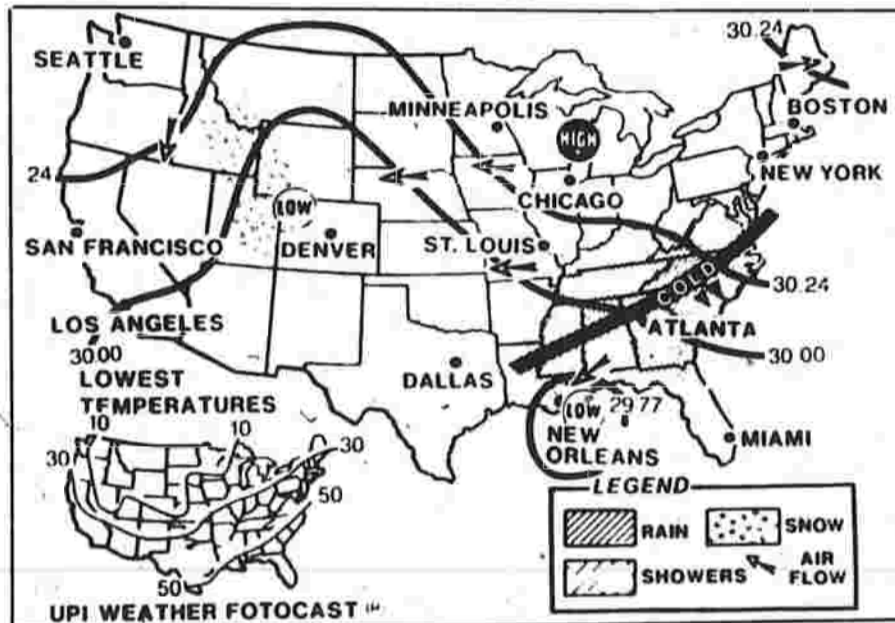 30.24
SEATTLE
MINNEAPOLIS
BOSTON
HIGH
NEW YORK
24
CHICAGO
LOW
SAN FRANCISCO
DENVER
ST. LOUIS
COLD
30.24
LOS ANGELES
ATLANTA
30 00
30 00
DALLAS
LOWEST
TEMPERATURES
LOW
29 77
NEW
ORLEANS
MIAMI
10
10
30
30
50
50
LEGEND
RAIN
SNOW
SHOWERS
AIR
FLOW
UPI WEATHER FOTOCAST